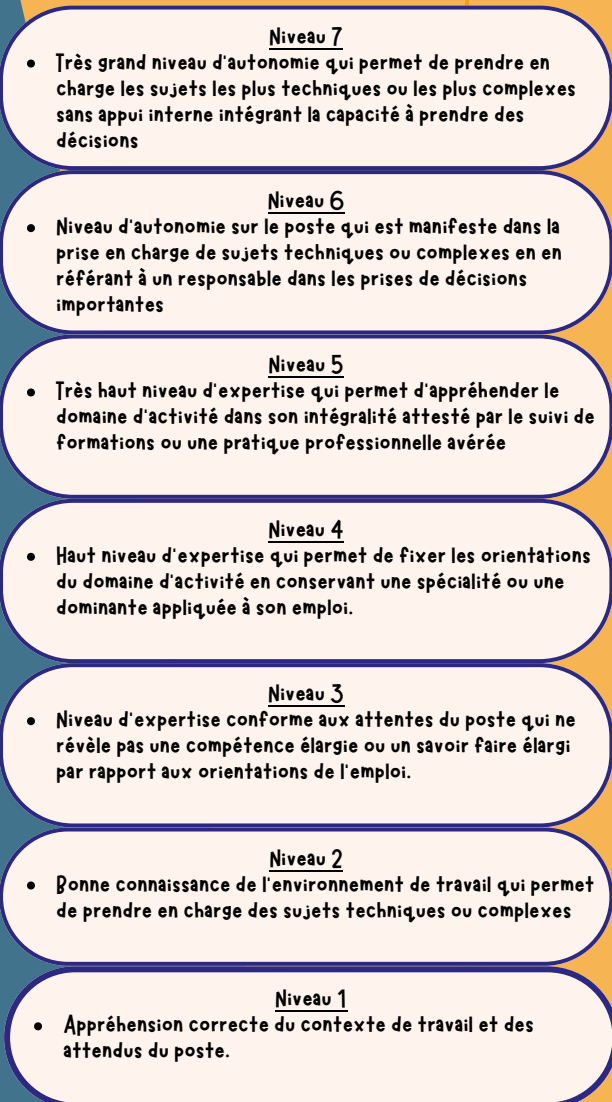 Niveau 7
• Très grand niveau d'autonomie qui permet de prendre en
charge les sujets les plus techniques ou les plus complexes
sans appui interne intégrant la capacité à prendre des
décisions
Niveau 6
• Niveau d'autonomie sur le poste qui est manifeste dans la
prise en charge de sujets techniques ou complexes en en
référant à un responsable dans les prises de décisions
importantes
Niveau 5
• Très haut niveau d'expertise qui permet d'appréhender le
domaine d'activité dans son intégralité attesté par le suivi de
formations ou une pratique professionnelle avérée
Niveau 4
• Haut niveau d'expertise qui permet de fixer les orientations
du domaine d'activité en conservant une spécialité ou une
dominante appliquée à son emploi.
Niveau 3
• Niveau d'expertise conforme aux attentes du poste qui ne
révèle pas une compétence élargie ou un savoir faire élargi
par rapport aux orientations de l'emploi.
Niveau 2
• Bonne connaissance de l'environnement de travail qui permet
de prendre en charge des sujets techniques ou complexes
Niveau 1
• Appréhension correcte du contexte de travail et des
attendus du poste.